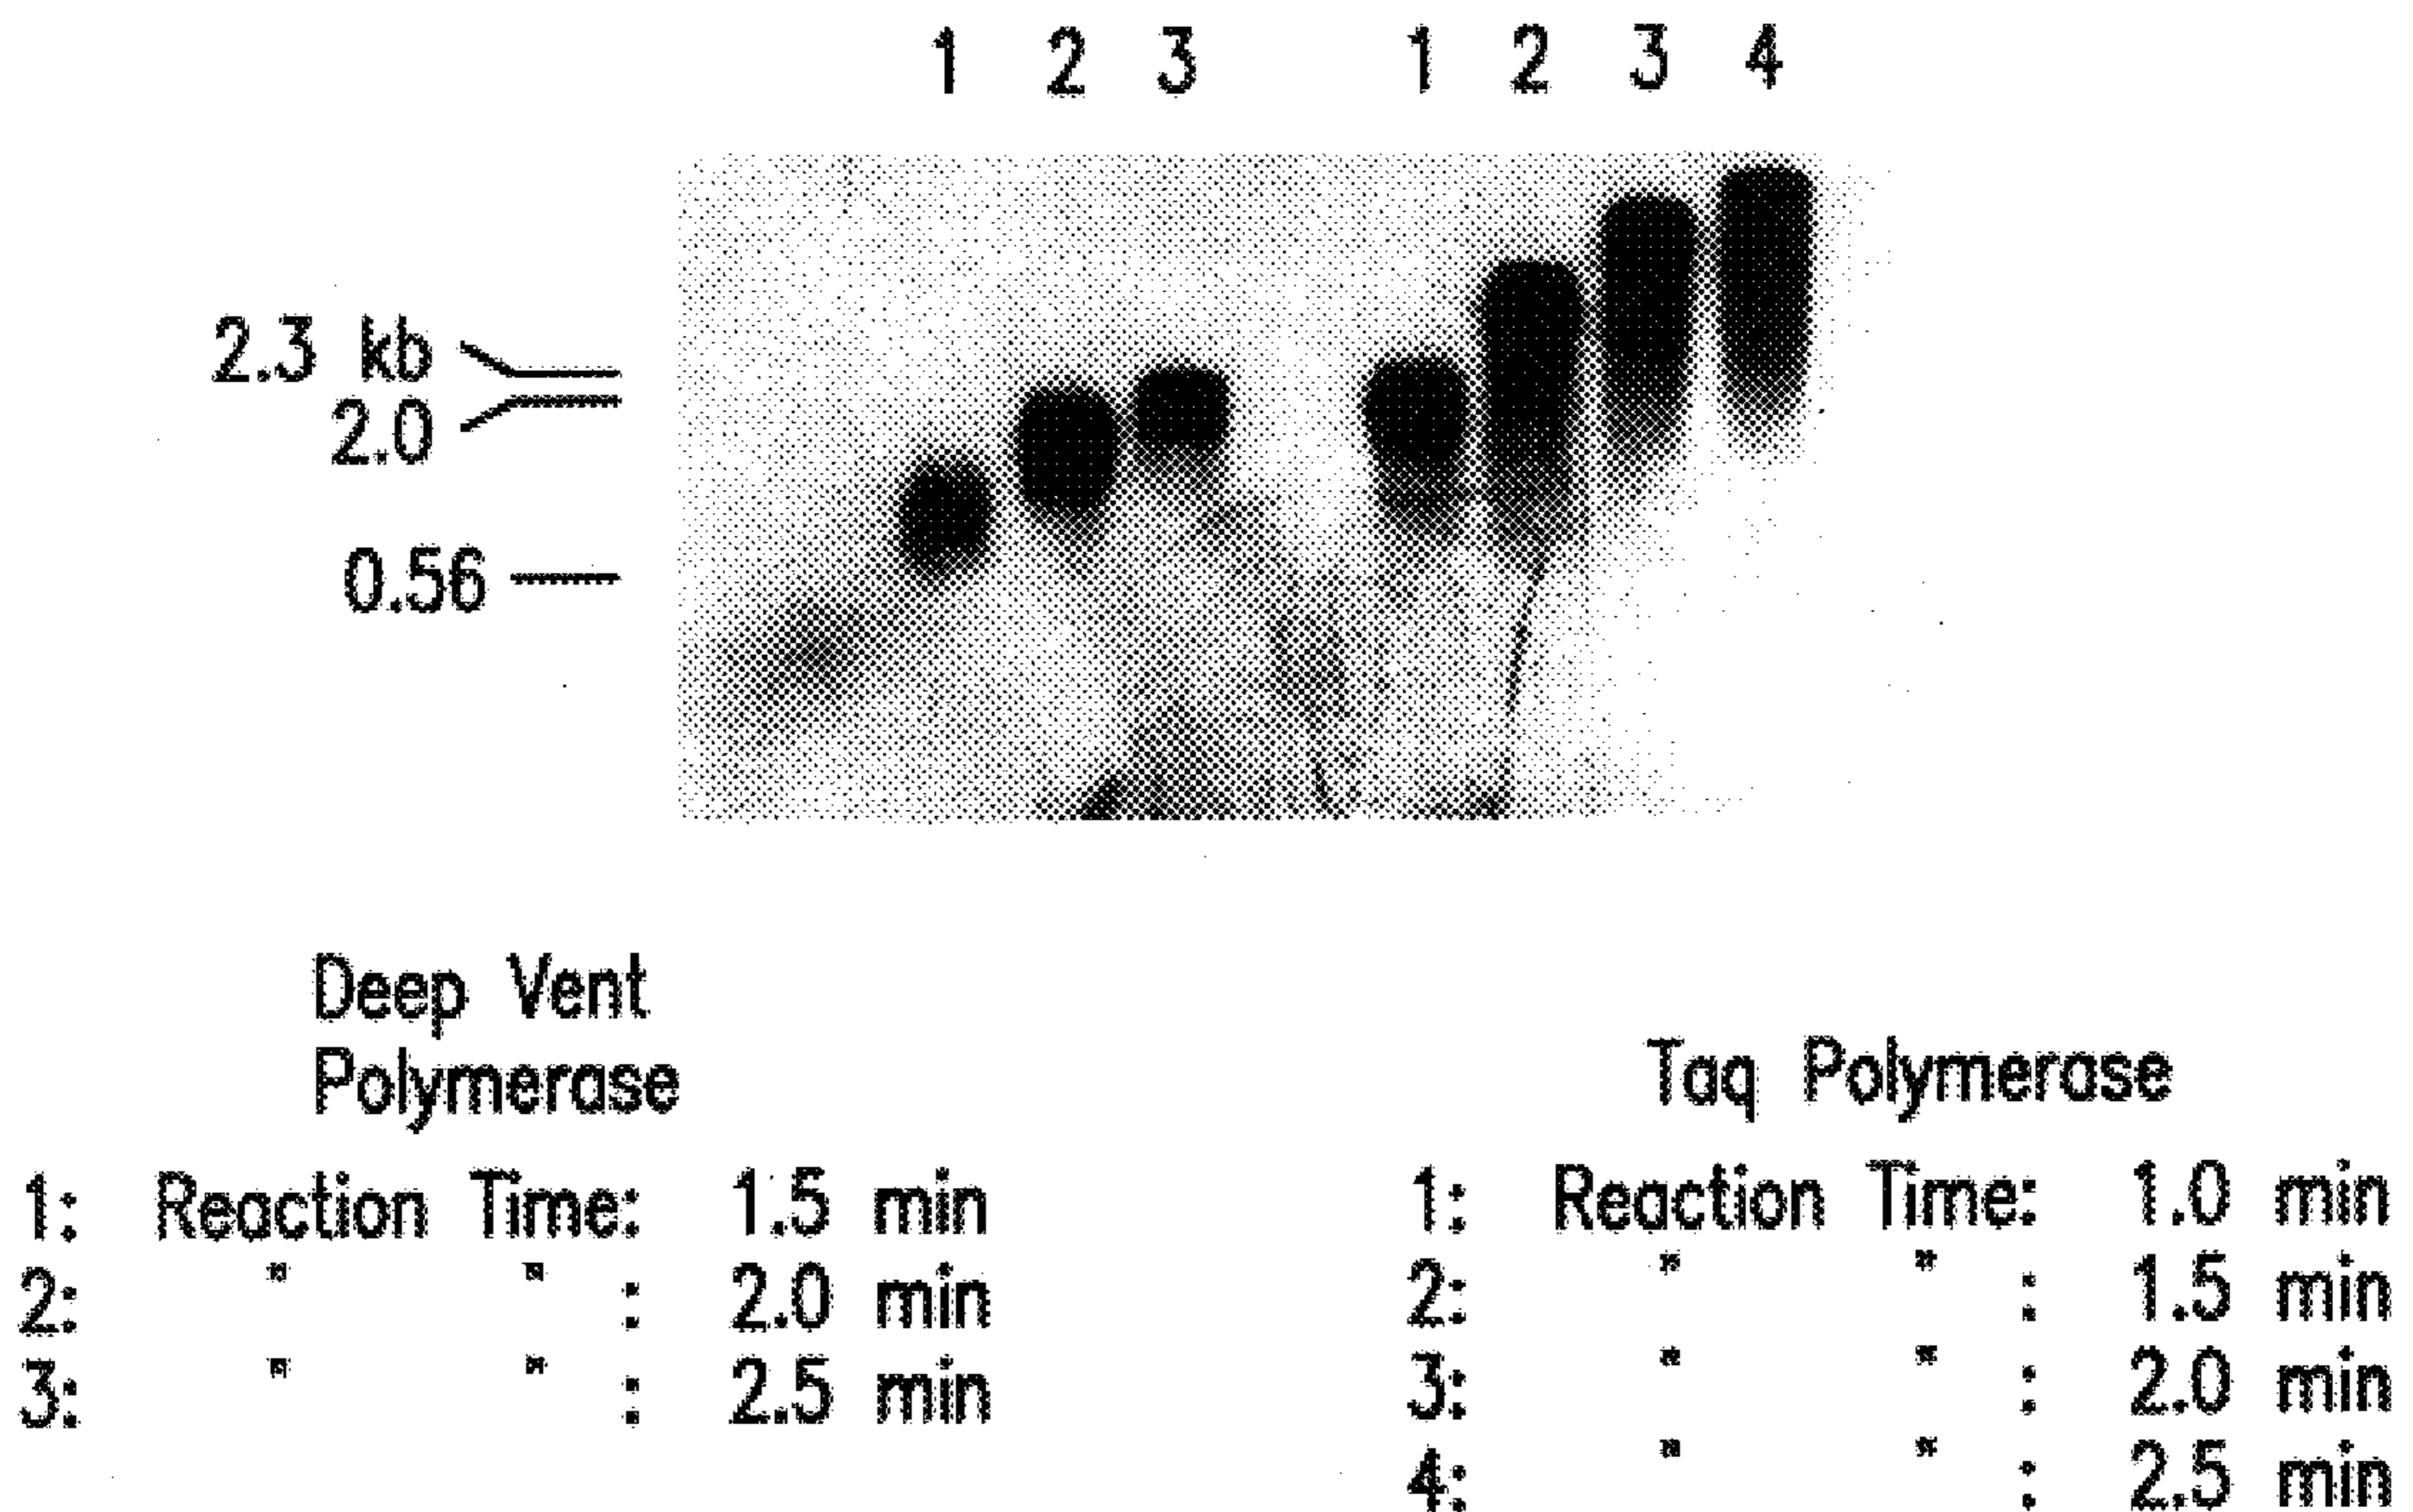 1 2 3 1 2 3 4
2.3 kb
2.0
0.56
Deep Vent
Polymerase
1: Reaction Time: 1.5 min
2: " " : 2.0 min
3: " " : 2.5 min
Taq Polymerase
1: Reaction Time: 1.0 min
2: " " : 1.5 min
3: " " : 2.0 min
4: " " : 2.5 min